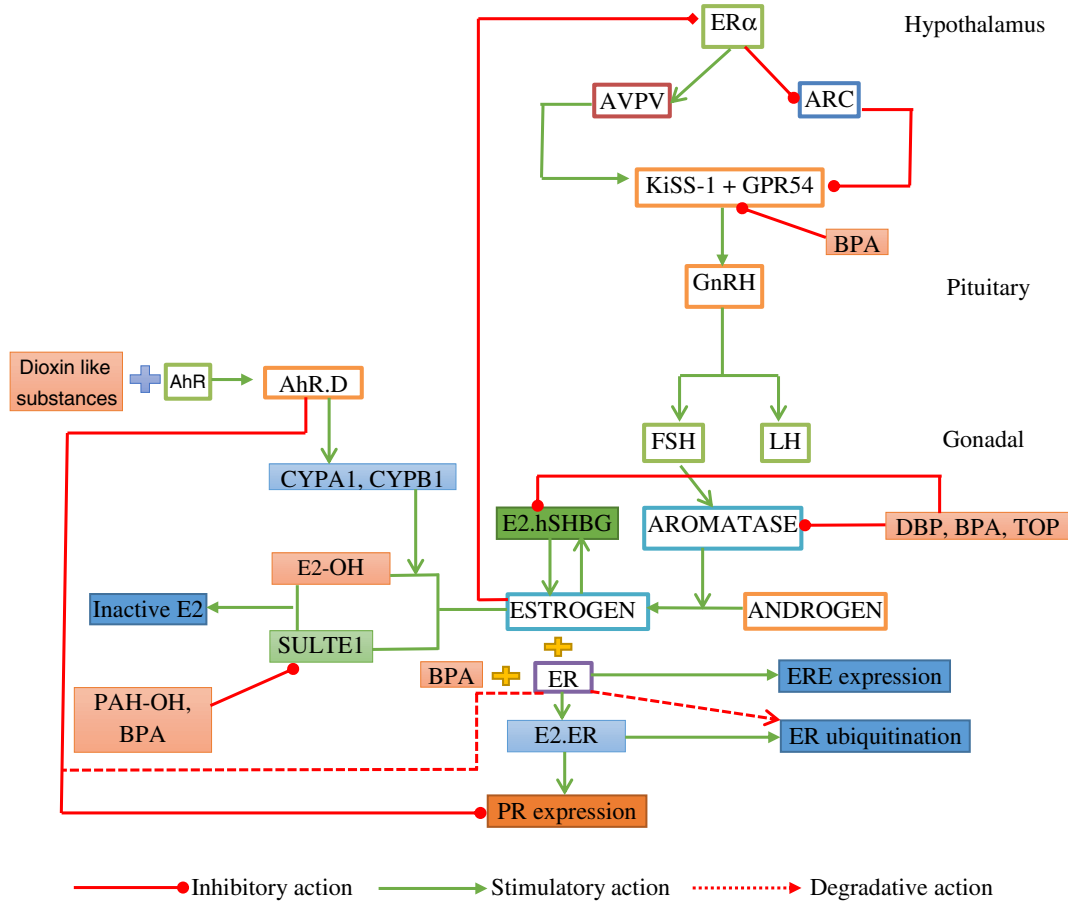 ERα
Hypothalamus
AVPV
ARC
KiSS-1 + GPR54
BPA
GnRH
Pituitary
Dioxin like
substances
AhR
AhR.D
FSH
LH
Gonadal
CYPA1, CYPB1
E2.hSHBG
AROMATASE
DBP, BPA, TOP
E2-OH
Inactive E2
ESTROGEN
ANDROGEN
SULTE1
BPA
ER
ERE expression
PAH-OH,
BPA
E2.ER
ER ubiquitination
PR expression
Inhibitory action
Stimulatory action
Degradative action